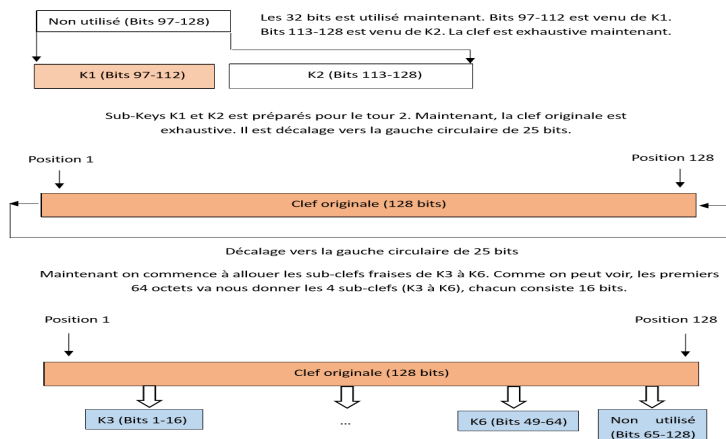 Non utilisé (Bits 97-128)
Les 32 bits est utilisé maintenant. Bits 97-112 est venu de K1.
Bits 113-128 est venu de K2. La clef est exhaustive maintenant.
K1 (Bits 97-112)
K2 (Bits 113-128)
Sub-Keys K1 et K2 est préparés pour le tour 2. Maintenant, la clef originale est
exhaustive. Il est décalage vers la gauche circulaire de 25 bits.
Position 1
Position 128
Clef originale (128 bits)
Décalage vers la gauche circulaire de 25 bits
Maintenant on commence à allouer les sub-clefs fraises de K3 à K6. Comme on peut voir, les premiers
64 octets va nous donner les 4 sub-clefs (K3 à K6), chacun consiste 16 bits.
Position 1
Position 128
Clef originale (128 bits)
K3 (Bits 1-16)
...
K6 (Bits 49-64)
Non utilisé
(Bits 65-128)